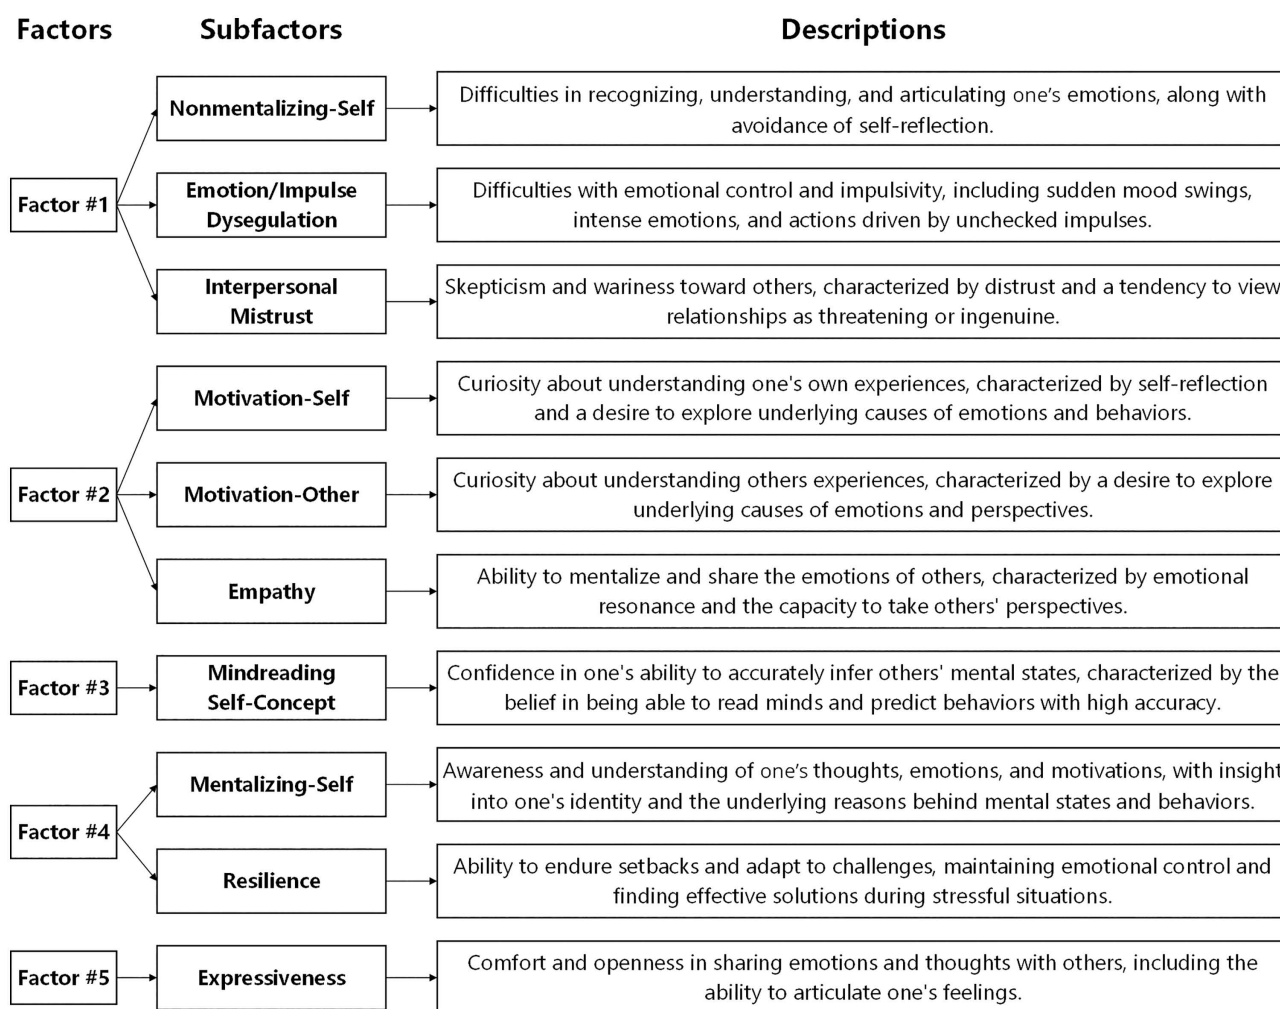 Factors Subfactors Descriptions
Factor #1
Nonmentalizing-Self
Difficulties in recognizing, understanding, and articulating one’s emotions, along with
avoidance of self-reflection.
Emotion/Impulse
Dysegulation
Difficulties with emotional control and impulsivity, including sudden mood swings,
intense emotions, and actions driven by unchecked impulses.
Interpersonal
Mistrust
Skepticism and wariness toward others, characterized by distrust and a tendency to view
relationships as threatening or ingenuine.
Factor #2
Motivation-Self
Curiosity about understanding one's own experiences, characterized by self-reflection
and a desire to explore underlying causes of emotions and behaviors.
Motivation-Other
Curiosity about understanding others experiences, characterized by a desire to explore
underlying causes of emotions and perspectives.
Empathy
Ability to mentalize and share the emotions of others, characterized by emotional
resonance and the capacity to take others' perspectives.
Factor #3
Mindreading
Self-Concept
Confidence in one's ability to accurately infer others' mental states, characterized by the
belief in being able to read minds and predict behaviors with high accuracy.
Factor #4
Mentalizing-Self
Awareness and understanding of one’s thoughts, emotions, and motivations, with insight
into one's identity and the underlying reasons behind mental states and behaviors.
Resilience
Ability to endure setbacks and adapt to challenges, maintaining emotional control and
finding effective solutions during stressful situations.
Factor #5
Expressiveness
Comfort and openness in sharing emotions and thoughts with others, including the
ability to articulate one's feelings.